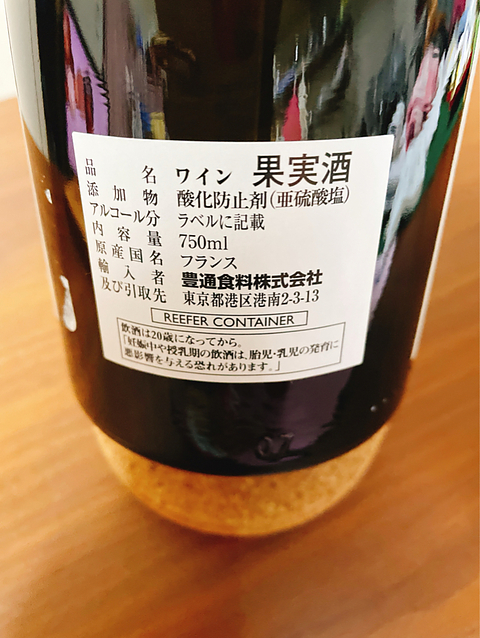 品名 ワイン 果実酒
添加物 酸化防止剤(亜硫酸塩)
アルコール分 ラベルに記載
内容量 750ml
原産国名 フランス
輸入者 豊通食料株式会社
及び引取先 東京都港区港南2-3-13
REEFER CONTAINER
飲酒は20歳になってから。
「妊娠中や授乳期の飲酒は、胎児・乳児の発育に
悪影響を与える恐れがあります。」